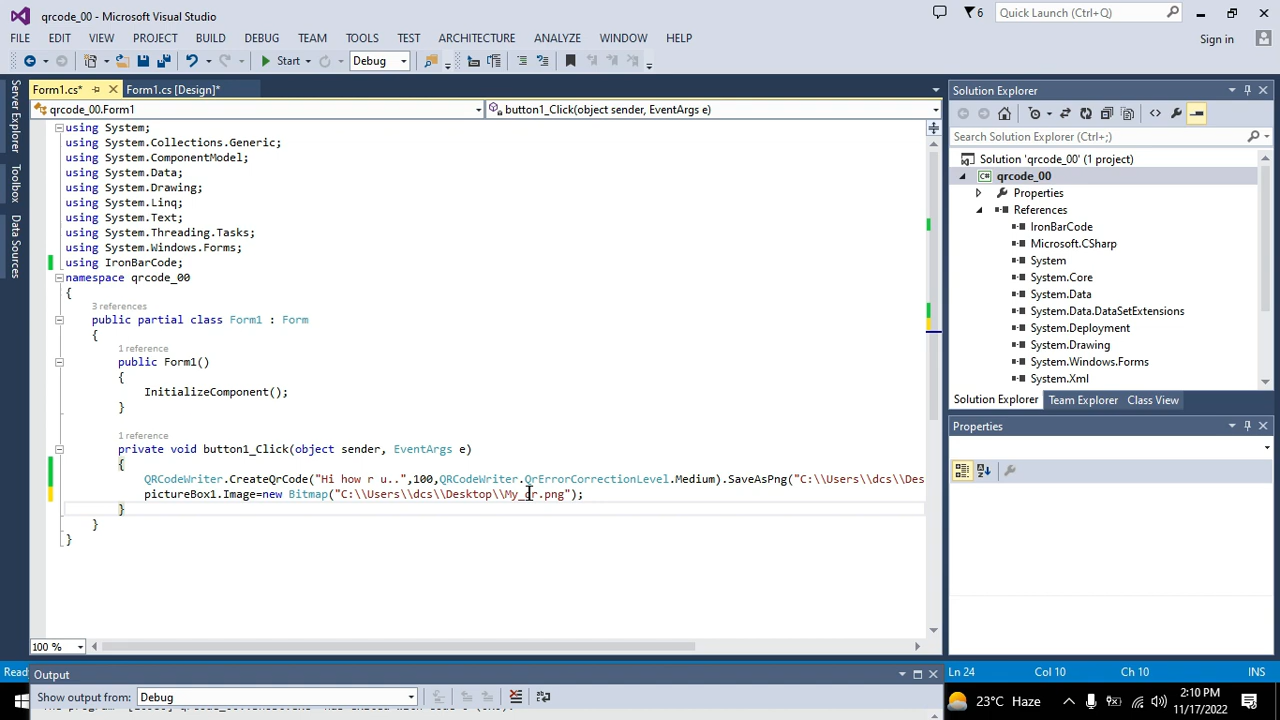 qrcode_00 - Microsoft Visual Studio
6
Quick Launch (Ctrl+Q)
FILE EDIT VIEW PROJECT BUILD DEBUG TEAM TOOLS TEST ARCHITECTURE ANALYZE WINDOW HELP
Sign in
Start Debug
Form1.cs* Form1.cs [Design]*
qrcode_00.Form1 button1_Click(object sender, EventArgs e)
Server Explorer
Toolbox
Data Sources
using System;
using System.Collections.Generic;
using System.ComponentModel;
using System.Data;
using System.Drawing;
using System.Linq;
using System.Text;
using System.Threading.Tasks;
using System.Windows.Forms;
using IronBarCode;
namespace qrcode_00
{
3 references
public partial class Form1 : Form
{
1 reference
public Form1()
{
InitializeComponent();
}
1 reference
private void button1_Click(object sender, EventArgs e)
{
QRCodeWriter.CreateQrCode("Hi how r u..",100,QRCodeWriter.QrErrorCorrectionLevel.Medium).SaveAsPng("C:\\Users\\dcs\\Des
pictureBox1.Image=new Bitmap("C:\\Users\\dcs\\Desktop\\My_qr.png");
}
}
}
100 %
Solution Explorer
Search Solution Explorer (Ctrl+;)
Solution 'qrcode_00' (1 project)
C# qrcode_00
Properties
References
IronBarCode
Microsoft.CSharp
System
System.Core
System.Data
System.Data.DataSetExtensions
System.Deployment
System.Drawing
System.Windows.Forms
System.Xml
Solution Explorer Team Explorer Class View
Properties
Read Ln 24 Col 10 Ch 10 INS
Output
Show output from: Debug
23°C Haze
2:10 PM
11/17/2022